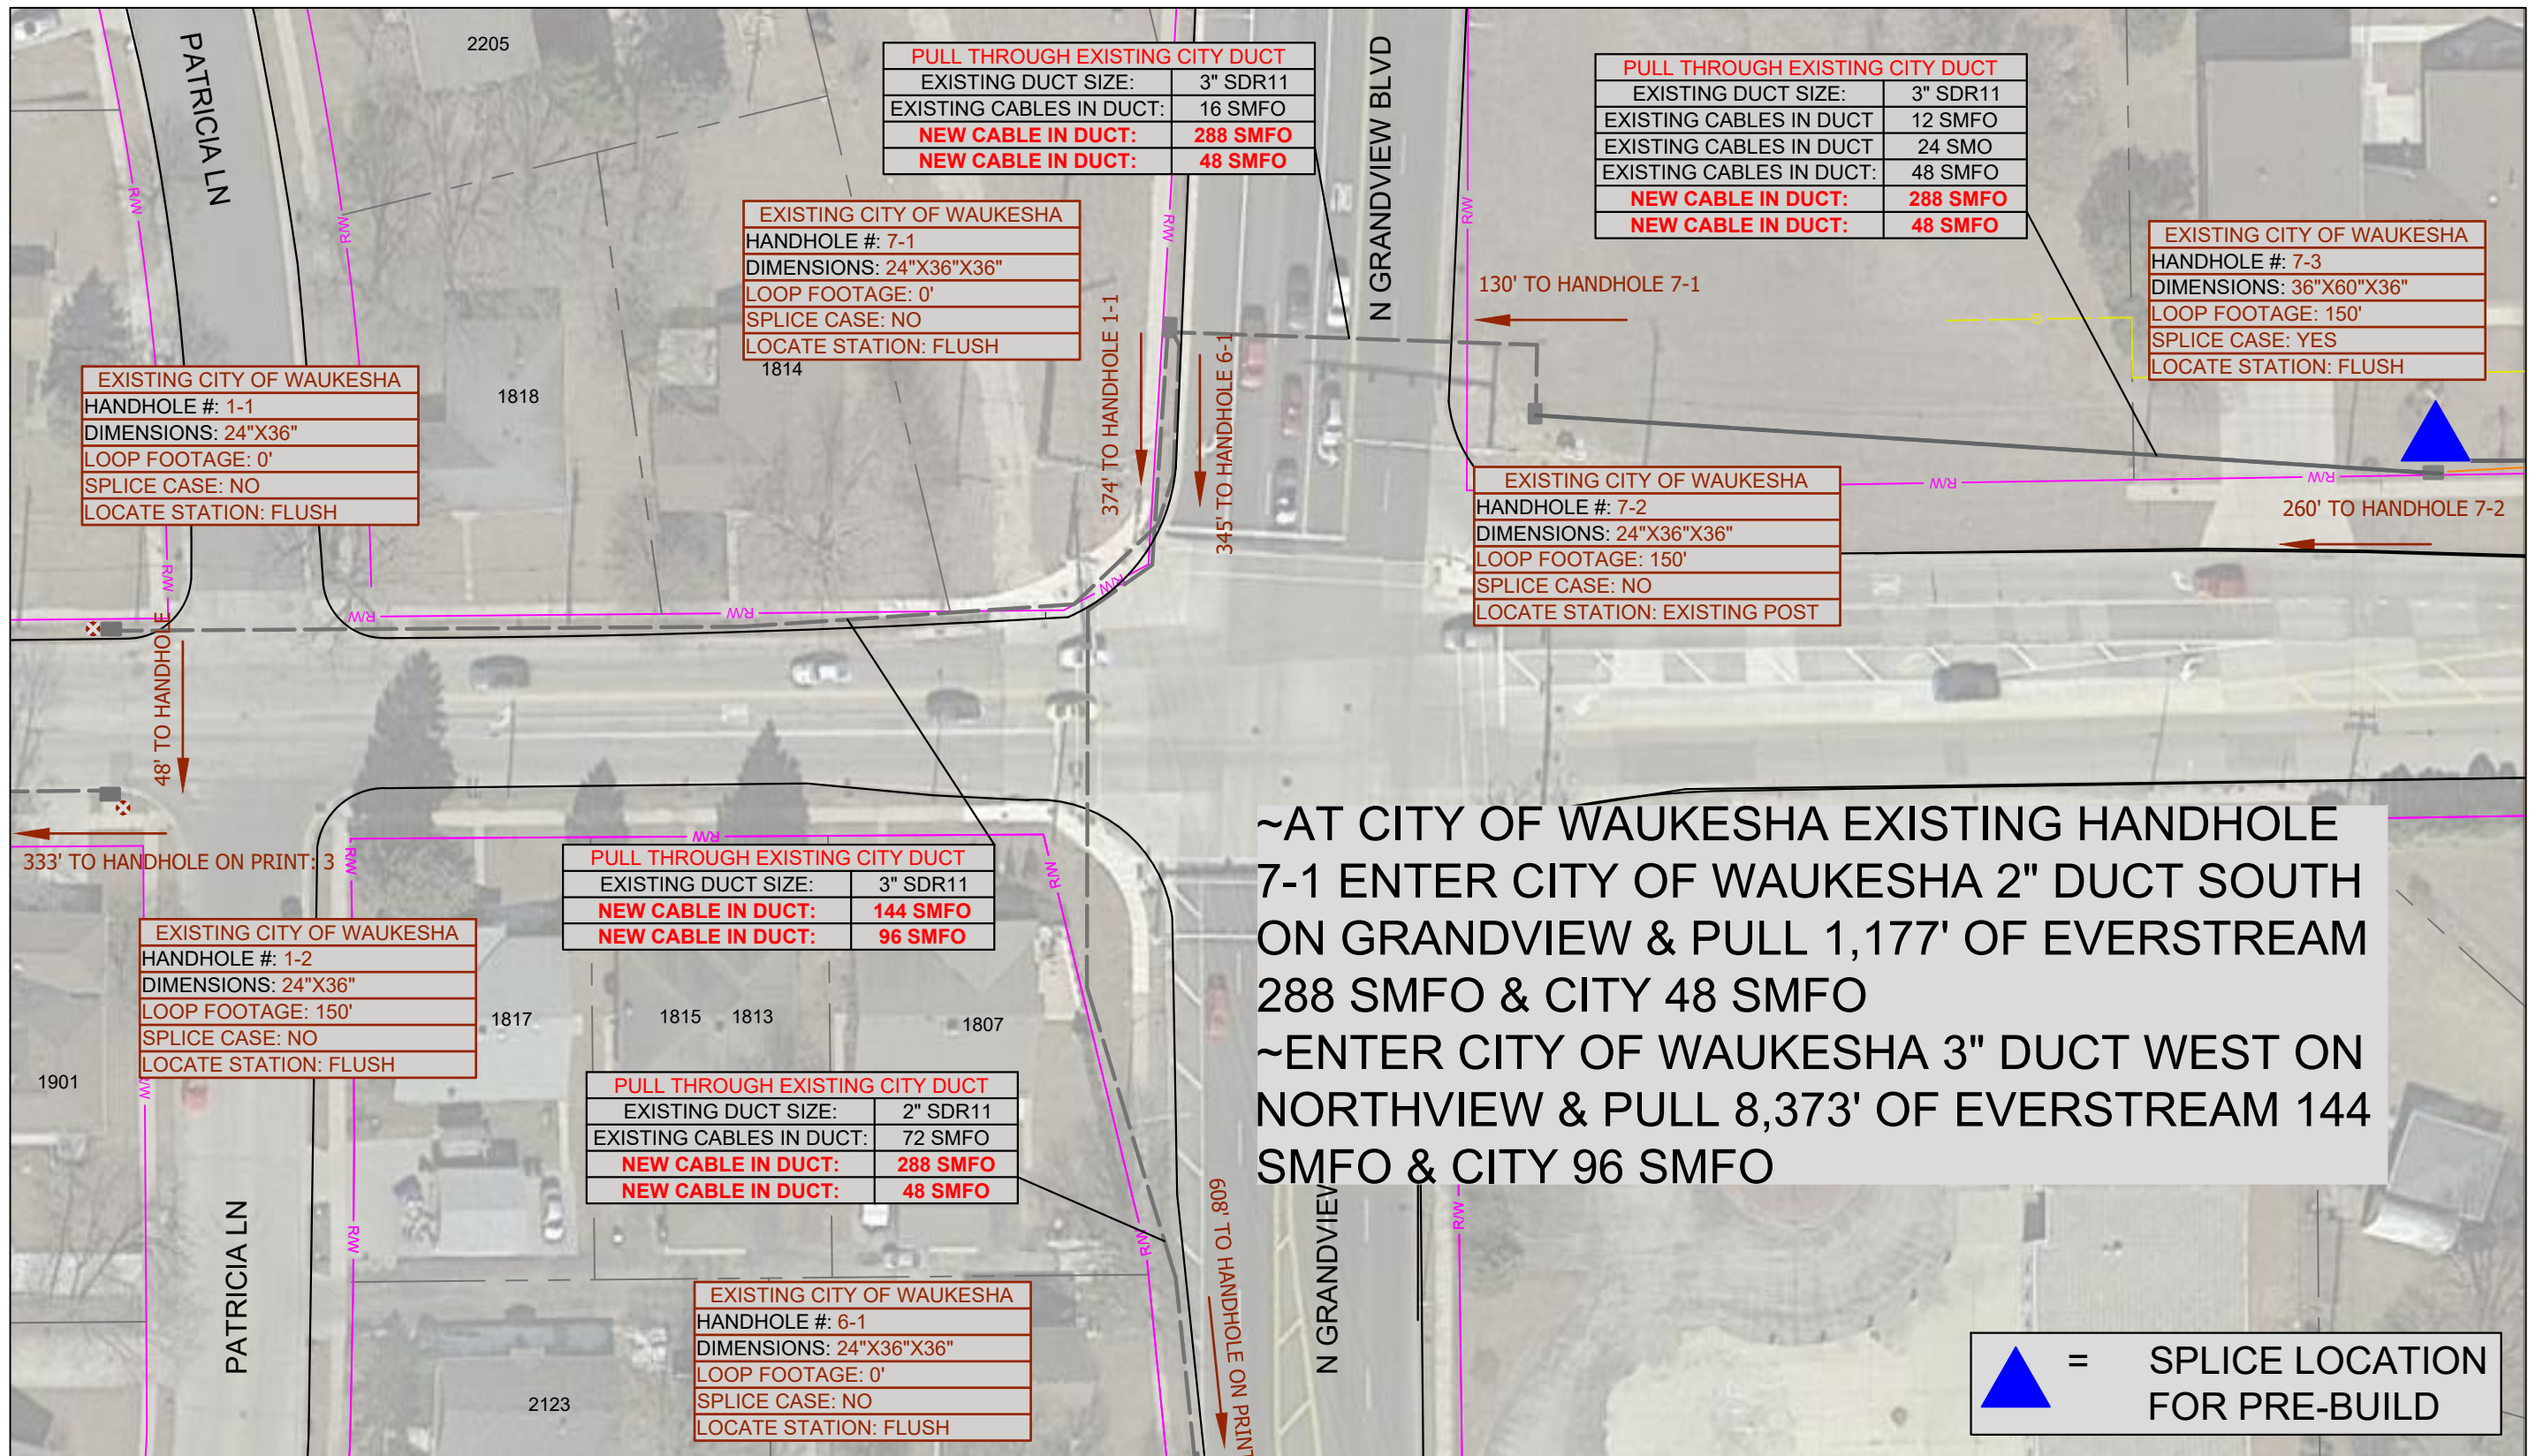 PATRICIA LN
2205
PULL THROUGH EXISTING CITY DUCT
EXISTING DUCT SIZE: 3" SDR11
EXISTING CABLES IN DUCT: 16 SMFO
NEW CABLE IN DUCT: 288 SMFO
NEW CABLE IN DUCT: 48 SMFO
N GRANDVIEW BLVD
PULL THROUGH EXISTING CITY DUCT
EXISTING DUCT SIZE: 3" SDR11
EXISTING CABLES IN DUCT 12 SMFO
EXISTING CABLES IN DUCT 24 SMO
EXISTING CABLES IN DUCT: 48 SMFO
NEW CABLE IN DUCT: 288 SMFO
NEW CABLE IN DUCT: 48 SMFO
EXISTING CITY OF WAUKESHA
HANDHOLE #: 7-1
DIMENSIONS: 24"X36"X36"
LOOP FOOTAGE: 0'
SPLICE CASE: NO
LOCATE STATION: FLUSH
1814
EXISTING CITY OF WAUKESHA
HANDHOLE #: 7-3
DIMENSIONS: 36"X60"X36"
LOOP FOOTAGE: 150'
SPLICE CASE: YES
LOCATE STATION: FLUSH
130' TO HANDHOLE 7-1
R/W
R/W
R/W
R/W
EXISTING CITY OF WAUKESHA
HANDHOLE #: 1-1
DIMENSIONS: 24"X36"
LOOP FOOTAGE: 0'
SPLICE CASE: NO
LOCATE STATION: FLUSH
1818
374' TO HANDHOLE 1-1
345' TO HANDHOLE 6-1
G
EXISTING CITY OF WAUKESHA
HANDHOLE #: 7-2
DIMENSIONS: 24"X36"X36"
LOOP FOOTAGE: 150'
SPLICE CASE: NO
LOCATE STATION: EXISTING POST
R/W
R/W
260' TO HANDHOLE 7-2
R/W
R/W
R/W
R/W
48' TO HANDHOLE
333' TO HANDHOLE ON PRINT: 3
R/W
R/W
R/W
PULL THROUGH EXISTING CITY DUCT
EXISTING DUCT SIZE: 3" SDR11
NEW CABLE IN DUCT: 144 SMFO
NEW CABLE IN DUCT: 96 SMFO
~AT CITY OF WAUKESHA EXISTING HANDHOLE
7-1 ENTER CITY OF WAUKESHA 2" DUCT SOUTH
ON GRANDVIEW & PULL 1,177' OF EVERSTREAM
288 SMFO & CITY 48 SMFO
~ENTER CITY OF WAUKESHA 3" DUCT WEST ON
NORTHVIEW & PULL 8,373' OF EVERSTREAM 144
SMFO & CITY 96 SMFO
EXISTING CITY OF WAUKESHA
HANDHOLE #: 1-2
DIMENSIONS: 24"X36"
LOOP FOOTAGE: 150'
SPLICE CASE: NO
LOCATE STATION: FLUSH
1817
1815
1813
1807
1901
R/W
PULL THROUGH EXISTING CITY DUCT
EXISTING DUCT SIZE: 2" SDR11
EXISTING CABLES IN DUCT: 72 SMFO
NEW CABLE IN DUCT: 288 SMFO
NEW CABLE IN DUCT: 48 SMFO
PATRICIA LN
R/W
R/W
608' TO HANDHOLE ON PRINT
N GRANDVIEW
R/W
EXISTING CITY OF WAUKESHA
HANDHOLE #: 6-1
DIMENSIONS: 24"X36"X36"
LOOP FOOTAGE: 0'
SPLICE CASE: NO
LOCATE STATION: FLUSH
2123
= SPLICE LOCATION
FOR PRE-BUILD